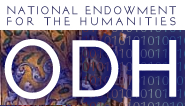 NATIONAL ENDOWMENT
FOR THE HUMANITIES
ODH